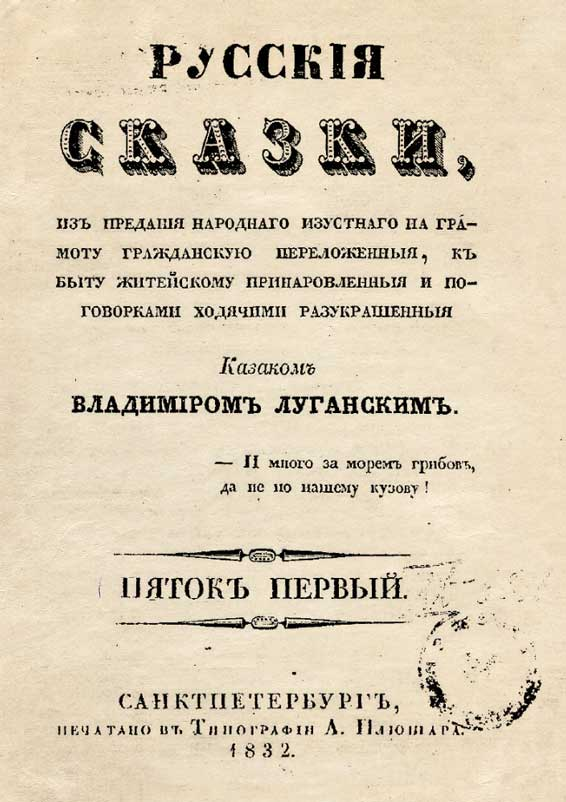 РУССКІЯ
СКАЗКИ,
ИЗЪ ПРЕДАНІЯ НАРОДНАГО ИЗУСТНАГО НА ГРА́-
МОТУ ГРАЖДАНСКУЮ ПЕРЕЛОЖЕННЫЯ, КЪ
БЫТУ ЖИТЕЙСКОМУ ПРИНАРОВЛЕННЫЯ И ПО-
ГОВОРКАМИ ХОДЯЧИМИ РАЗУКРАШЕННЫЯ
Казакомъ
ВЛАДИМІРОМЪ ЛУГАНСКИМЪ.
— И много за моремъ грибовъ,
да не по нашему кузову!
ПЯТОКЪ ПЕРВЫЙ.
САНКТПЕТЕРБУРГЪ,
ПЕЧАТАНО ВЪ ТИПОГРАФІИ А. ПЛЮШАРА.
1832.